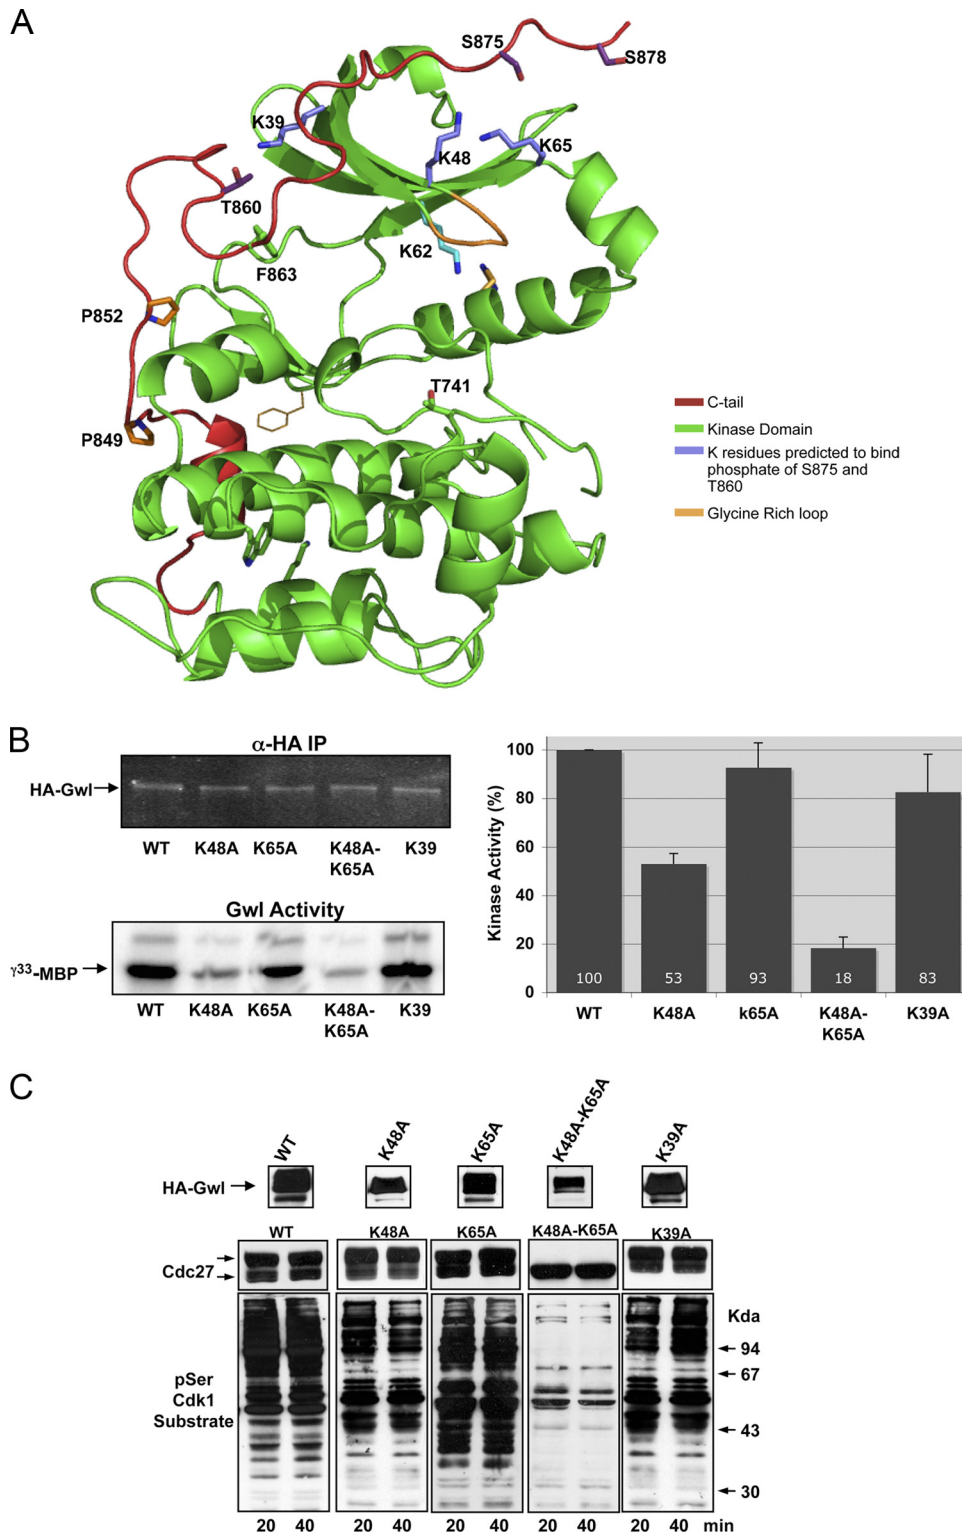 A
S875
S878
K39
K48
K65
T860
K62
F863
P852
T741
P849
C-tail
Kinase Domain
K residues predicted to bind
phosphate of S875 and
T860
Glycine Rich loop
B
α-HA IP
HA-Gwl
WT K48A K65A K48A- K39
K65A
Gwl Activity
γ33-MBP
WT K48A K65A K48A- K39
K65A
Kinase Activity (%)
100
80
60
40
20
0
100 53 93 18 83
WT K48A k65A K48A- K39A
K65A
C
WT K48A K65A K48A-K65A K39A
HA-Gwl
WT K48A K65A K48A-K65A K39A
Cdc27
Kda
94
67
pSer
Cdk1
Substrate
43
30
20 40 20 40 20 40 20 40 20 40 min